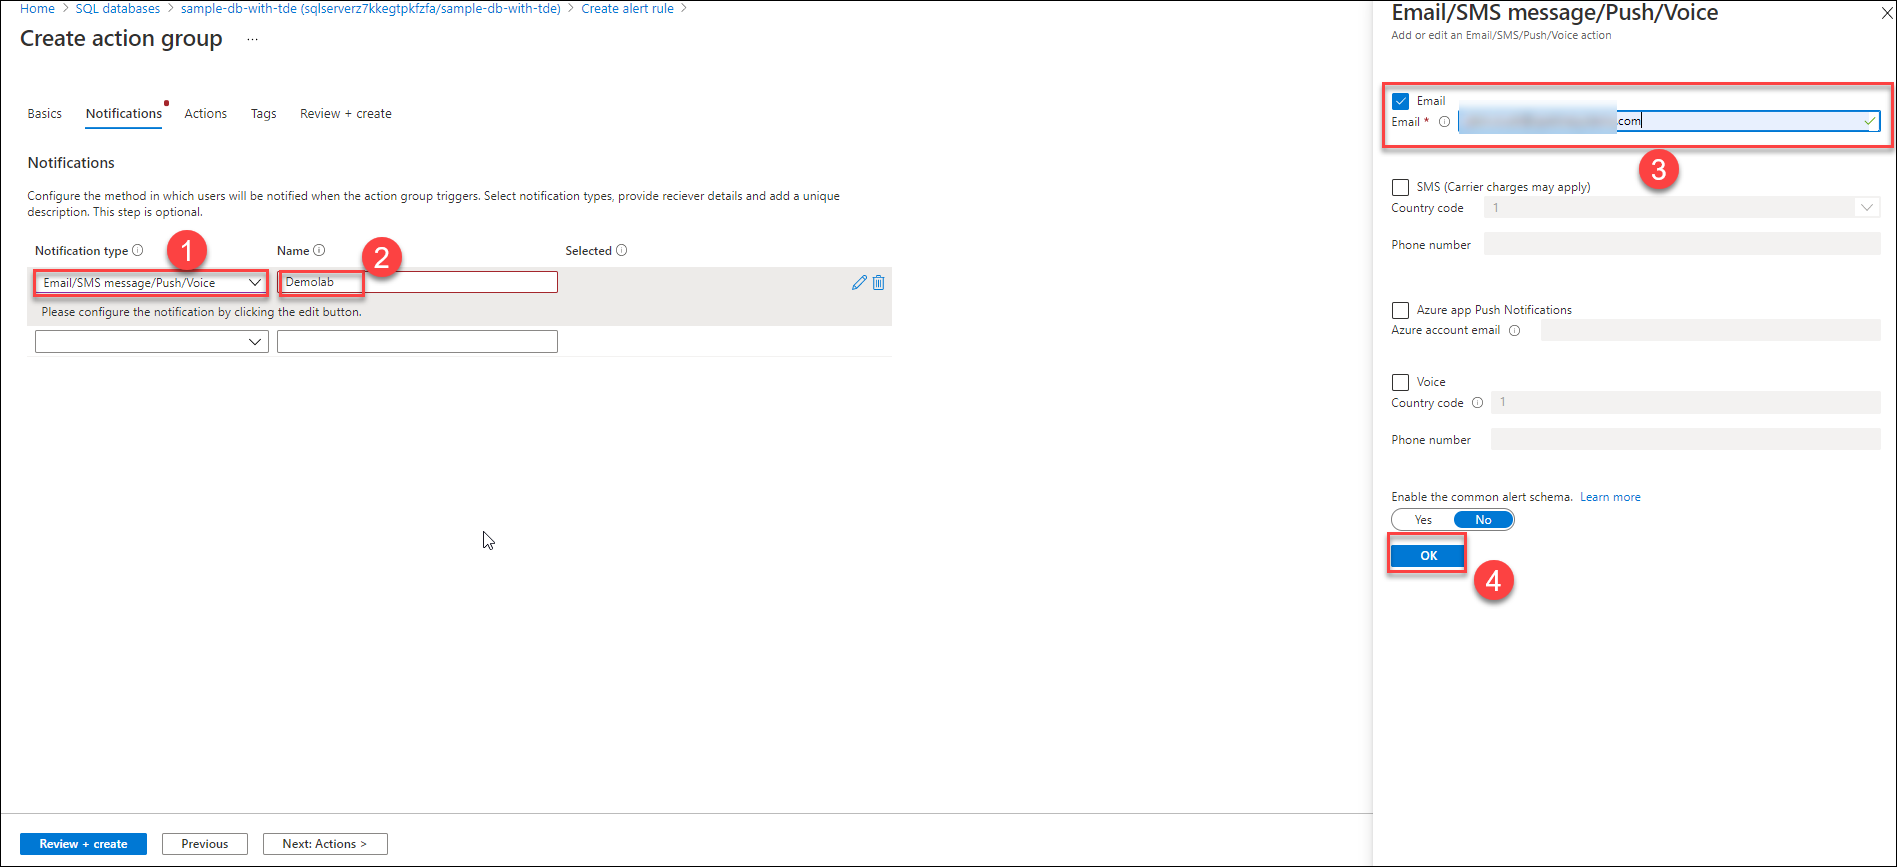 Home > SQL databases > sample-db-with-tde (sqlserverz7kkegtpkfzfa/sample-db-with-tde) > Create alert rule >
Create action group ...
Basics Notifications Actions Tags Review + create
Notifications
Configure the method in which users will be notified when the action group triggers. Select notification types, provide reciever details and add a unique
description. This step is optional.
Notification type 1 Name 2 Selected
Email/SMS message/Push/Voice Demolab
Please configure the notification by clicking the edit button.
Review + create Previous Next: Actions >
Email/SMS message/Push/Voice
Add or edit an Email/SMS/Push/Voice action
Email
Email * .com
3
SMS (Carrier charges may apply)
Country code 1
Phone number
Azure app Push Notifications
Azure account email
Voice
Country code 1
Phone number
Enable the common alert schema. Learn more
Yes No
OK
4